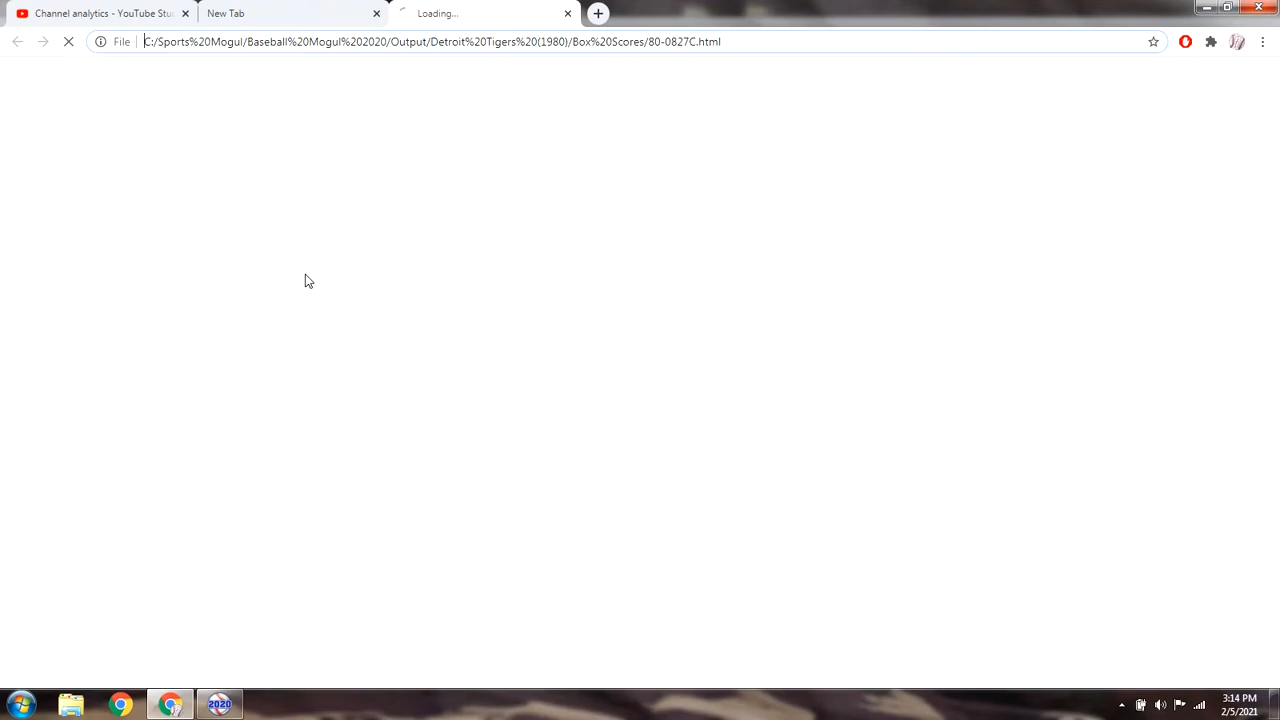 Channel analytics - YouTube Stu
New Tab
Loading...
File
C:/Sports%20Mogul/Baseball%20Mogul%202020/Output/Detroit%20Tigers%20(1980)/Box%20Scores/80-0827C.html
2020
3:14 PM
2/5/2021